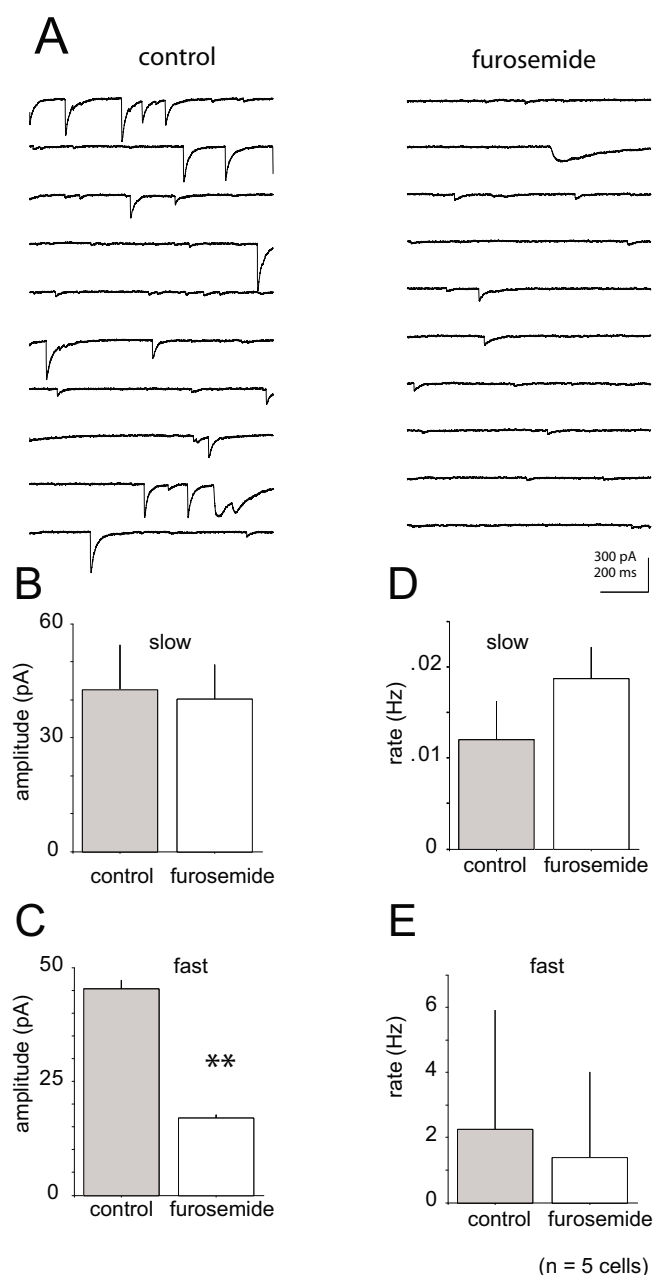 A
control
furosemide
300 pA
200 ms
B
60
slow
amplitude (pA)
30
0
control
furosemide
D
slow
.02
rate (Hz)
.01
0
control
furosemide
C
50
fast
amplitude (pA)
**
25
0
control
furosemide
E
fast
6
rate (Hz)
4
2
0
control
furosemide
(n = 5 cells)